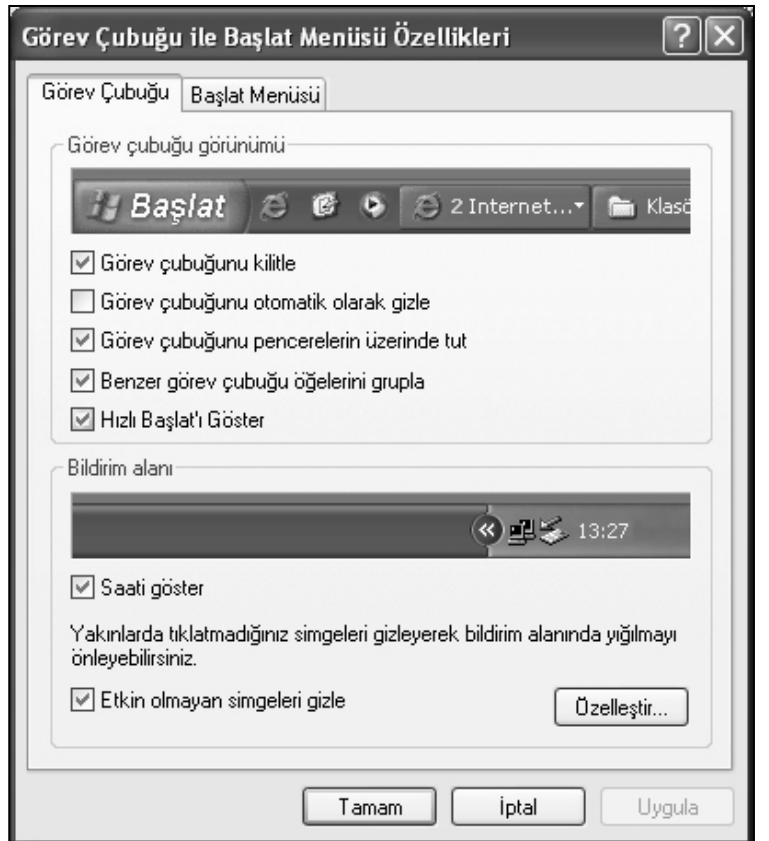 Görev Çubuğu ile Başlat Menüsü Özellikleri
Görev Çubuğu
Başlat Menüsü
Görev çubuğu görünümü
Başlat
2 Internet...
Klasö
Görev çubuğunu kilitle
Görev çubuğunu otomatik olarak gizle
Görev çubuğunu pencerelerin üzerinde tut
Benzer görev çubuğu öğelerini grupla
Hızlı Başlat'ı Göster
Bildirim alanı
13:27
Saati göster
Yakınlarda tıklatmadığınız simgeleri gizleyerek bildirim alanında yığılmayı
önleyebilirsiniz.
Etkin olmayan simgeleri gizle
Özelleştir...
Tamam
İptal
Uygula